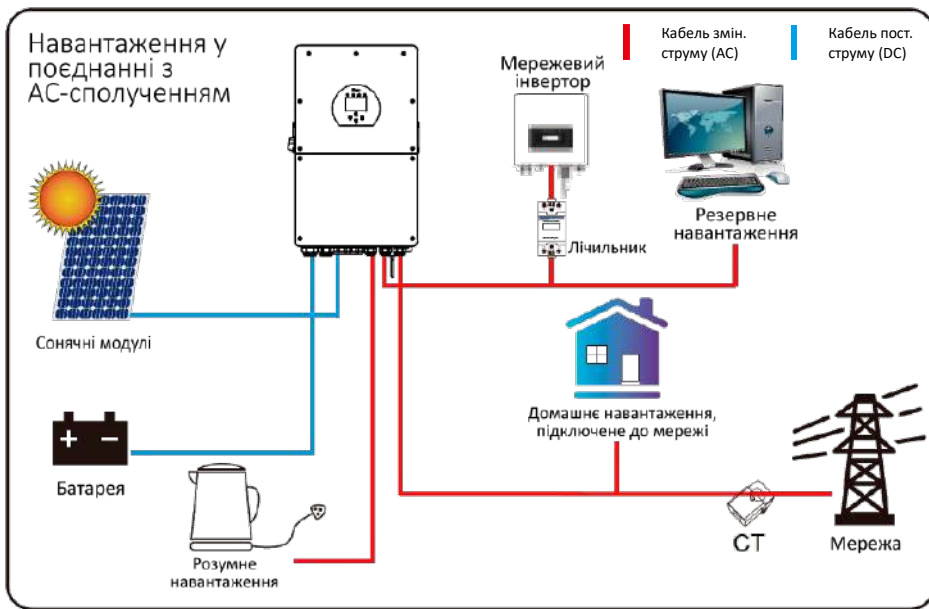 Навантаження у
поєднанні з
АС-сполученням
Мережевий
інвертор
Кабель змін.
струму (AC)
Кабель пост.
струму (DC)
Резервне
навантаження
Лічильник
Сонячні модулі
Домашнє навантаження,
підключене до мережі
+ −
Батарея
Розумне
навантаження
CT
Мережа